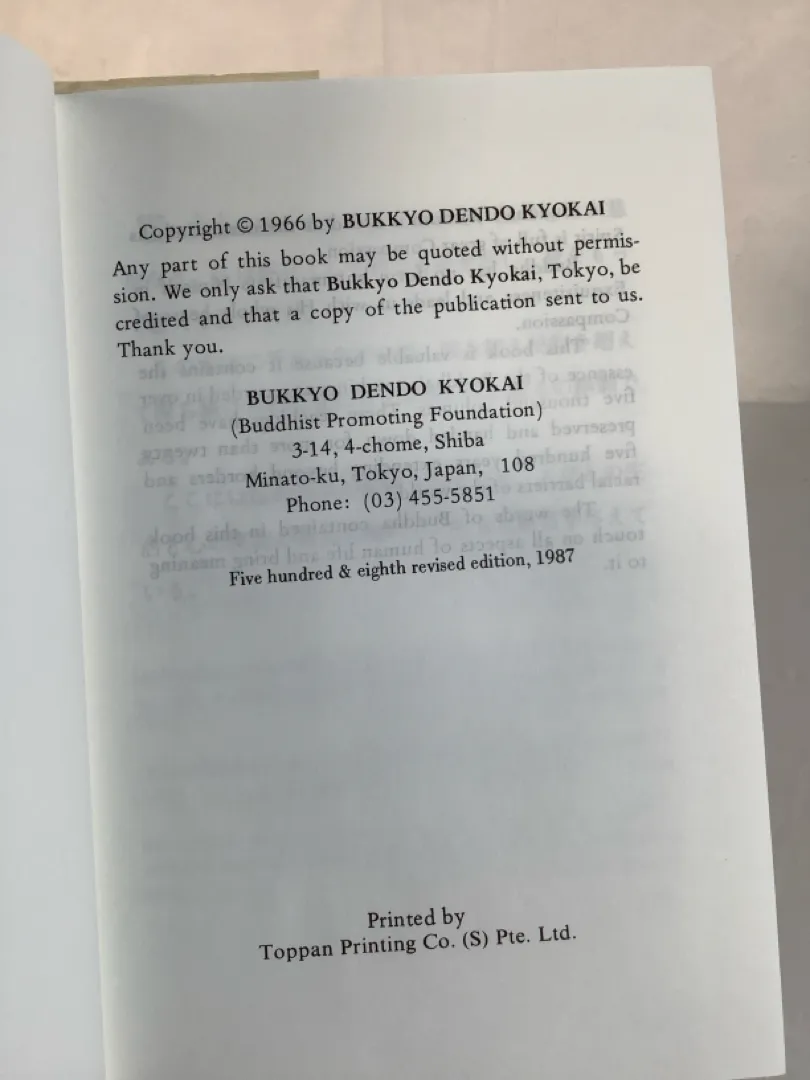 Copyright © 1966 by BUKKYO DENDO KYOKAI
Any part of this book may be quoted without permis-
sion. We only ask that Bukkyo Dendo Kyokai, Tokyo, be
credited and that a copy of the publication sent to us.
Thank you.
BUKKYO DENDO KYOKAI
(Buddhist Promoting Foundation)
3-14, 4-chome, Shiba
Minato-ku, Tokyo, Japan, 108
Phone: (03) 455-5851
Five hundred & eighth revised edition, 1987
Printed by
Toppan Printing Co. (S) Pte. Ltd.